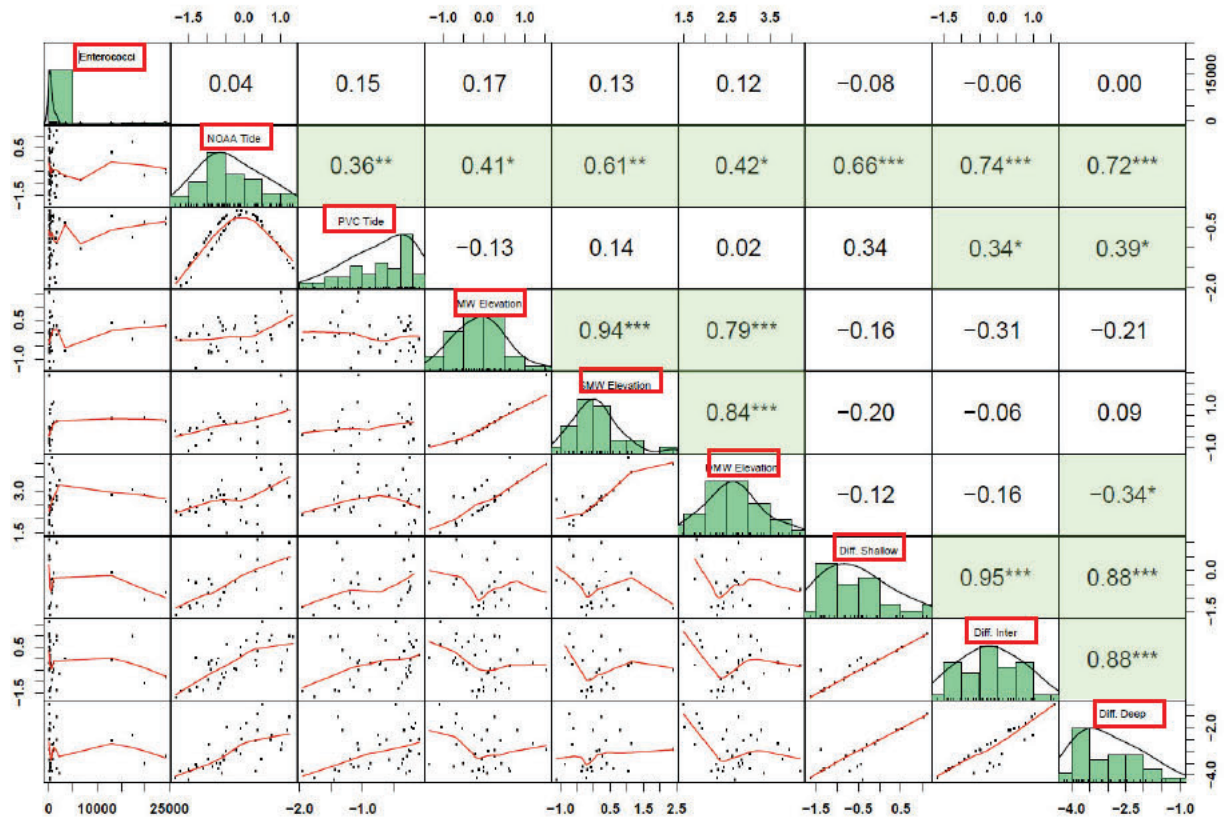 -1.5 0.0 1.0 -1.5 0.0 1.0 1.5 2.5 3.5 -1.5 0.0 1.0
Enterococci 0.04 0.15 0.17 0.13 0.12 −0.08 −0.06 0.00 0 15000
0.5 -1.5 NOAA Tide 0.36** 0.41* 0.61** 0.42* 0.66*** 0.74*** 0.72***
PVC Tide −0.13 0.14 0.02 0.34 0.34* 0.39* -0.5 -2.0
0.5 -1.0 MW Elevation 0.94*** 0.79*** −0.16 −0.31 −0.21
SMW Elevation 0.84*** −0.20 −0.06 0.09 1.0 -1.0
3.0 1.5 MW Elevation −0.12 −0.16 −0.34*
Diff. Shallow 0.95*** 0.88*** 0.0 -1.5
0.5 -1.5 Diff. Inter 0.88***
Diff. Deep -2.0 -4.0
0 10000 25000 -2.0 -1.0 -1.0 0.5 1.5 2.5 -1.5 -0.5 0.5 -4.0 -2.5 -1.0